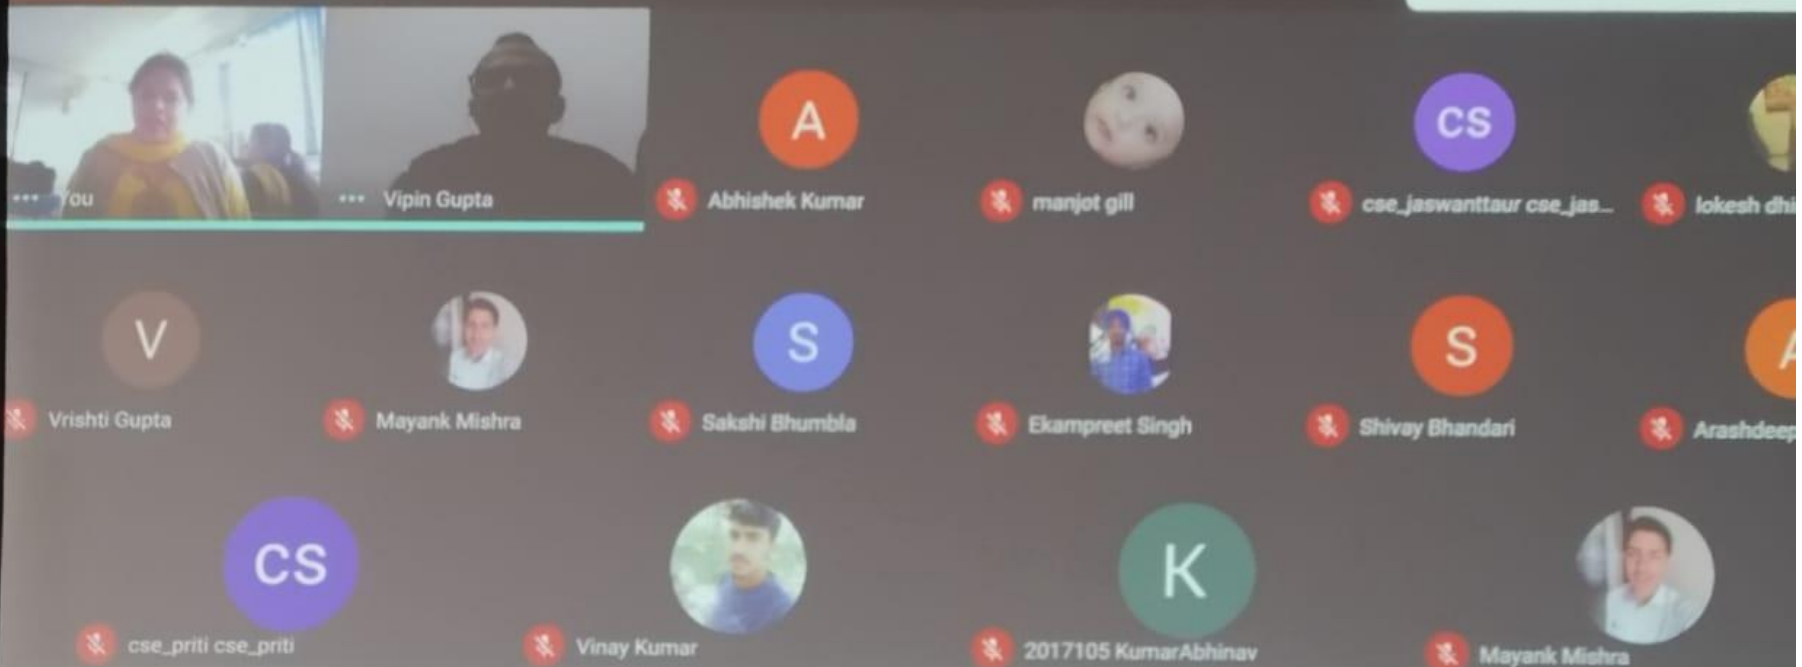 A
CS
You
Vipin Gupta
Abhishek Kumar
manjot gill
cse_jaswanttaur cse_jas...
lokesh dhi
V
S
S
A
Vrishti Gupta
Mayank Mishra
Sakshi Bhumbla
Ekampreet Singh
Shivay Bhandari
Arashdeep
CS
K
cse_priti cse_priti
Vinay Kumar
2017105 KumarAbhinav
Mayank Mishra